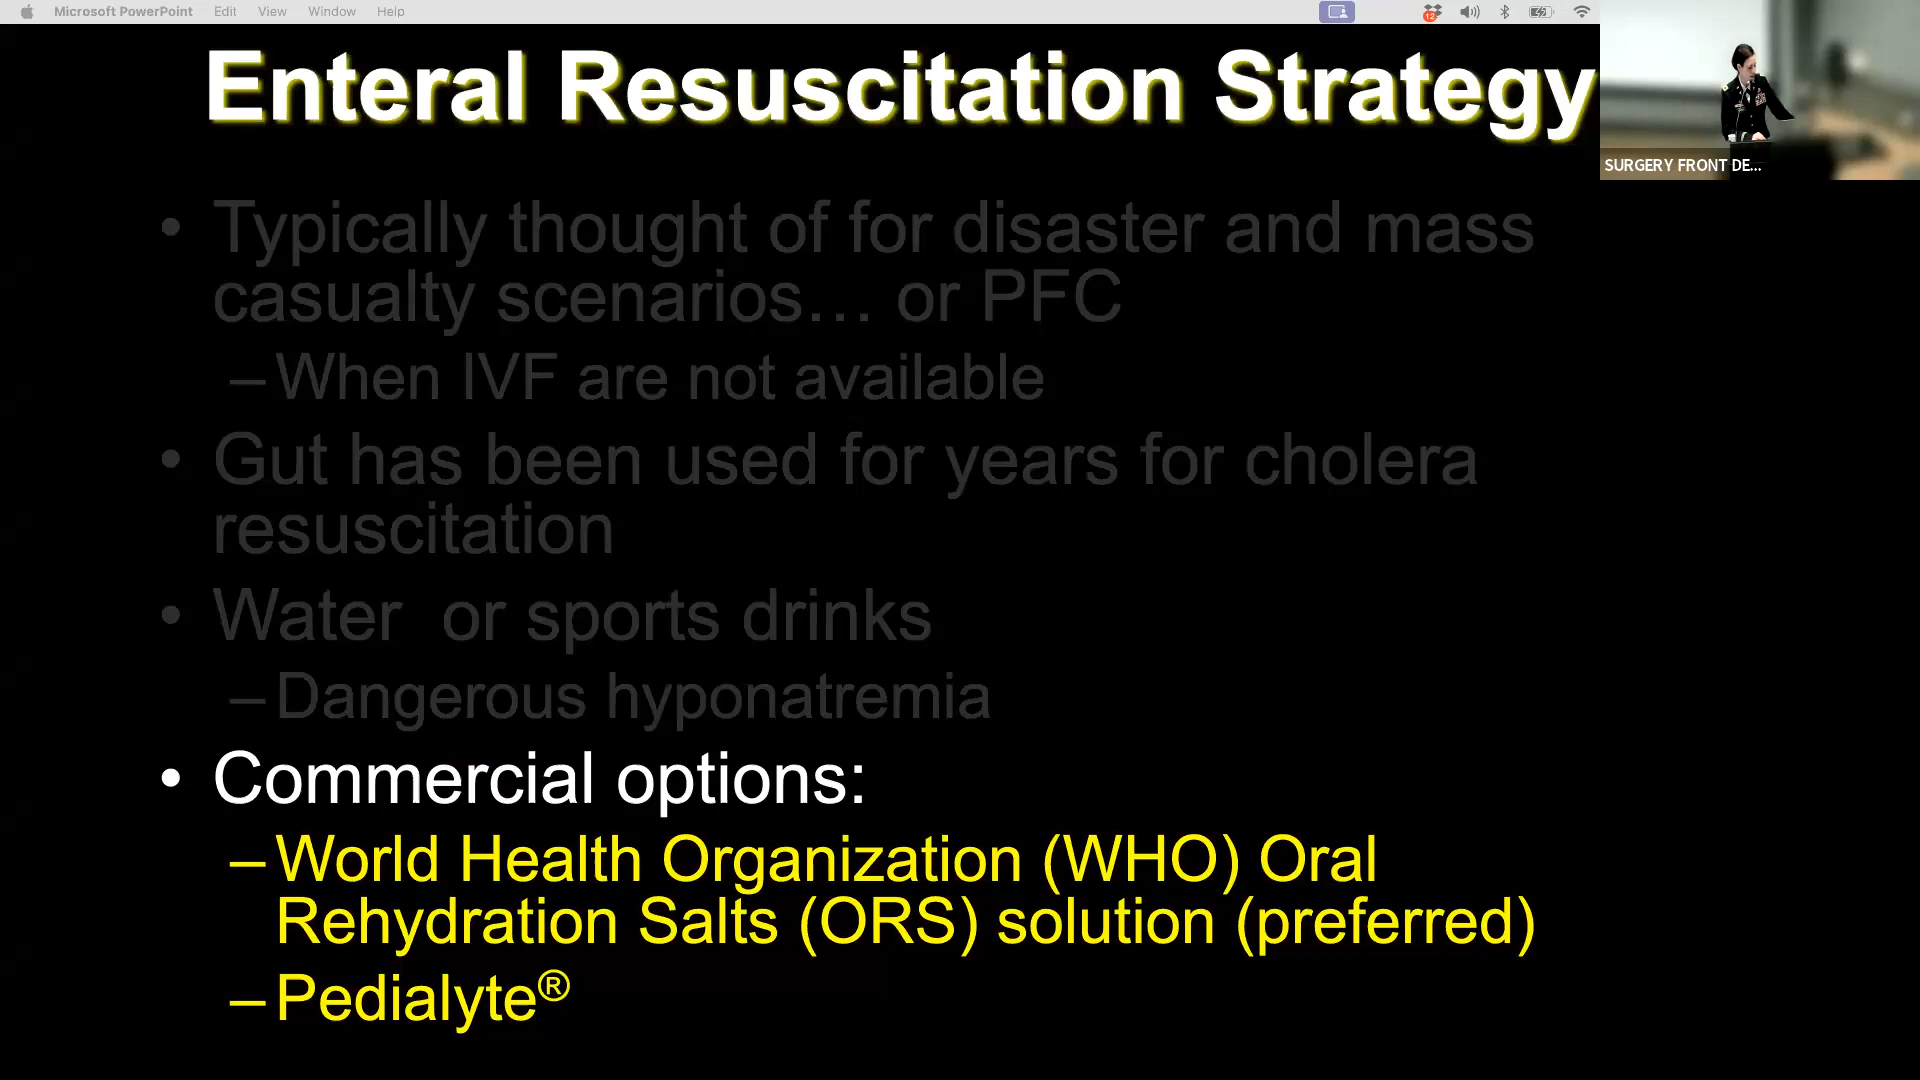 Microsoft PowerPoint Edit View Window Help
12
Enteral Resuscitation Strategy
SURGERY FRONT DE...
• Typically thought of for disaster and mass
casualty scenarios… or PFC
–When IVF are not available
• Gut has been used for years for cholera
resuscitation
• Water or sports drinks
–Dangerous hyponatremia
• Commercial options:
–World Health Organization (WHO) Oral
Rehydration Salts (ORS) solution (preferred)
–Pedialyte®